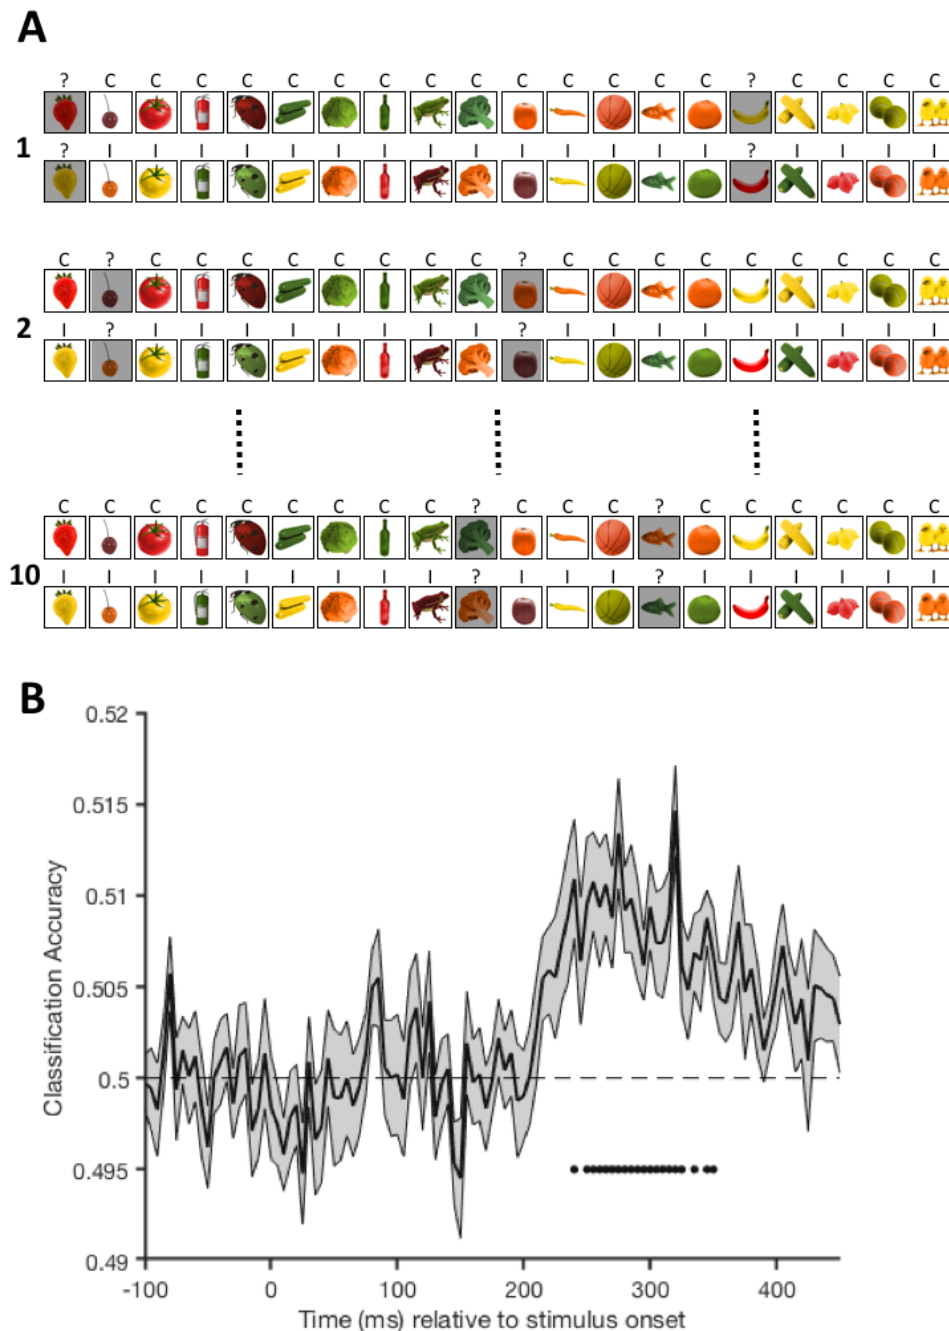 A
? C C C C C C C C C C C C C C ? C C C C
1
? I I I I I I I I I I I I I I ? I I I I
C ? C C C C C C C C ? C C C C C C C C C
2
I ? I I I I I I I I ? I I I I I I I I I
C C C C C C C C C ? C C C ? C C C C C C
10
I I I I I I I I I ? I I I ? I I I I I I
B
0.52
0.515
0.51
0.505
0.5
0.495
0.49
Classification Accuracy
-100 0 100 200 300 400
Time (ms) relative to stimulus onset